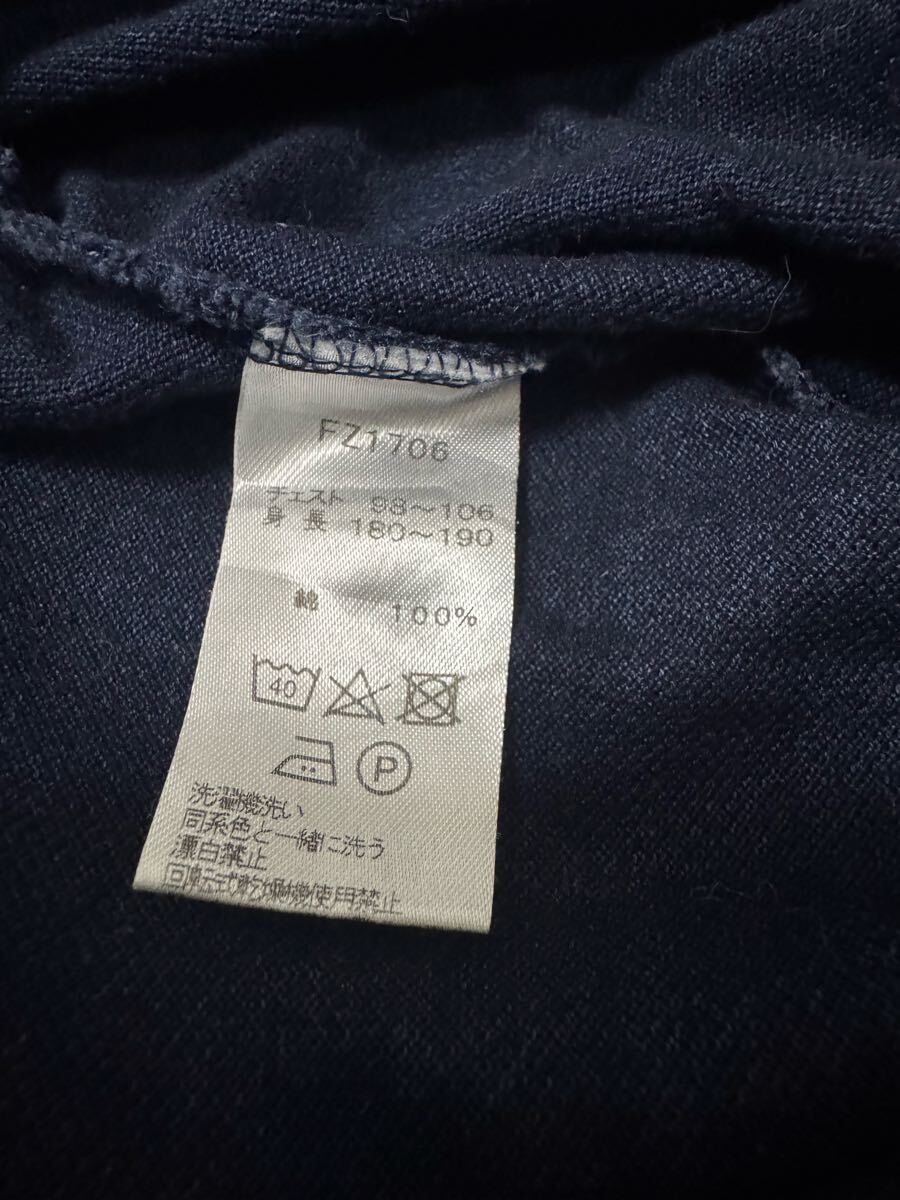 FZ1706
チェスト 98～106
身長 180～190
綿 100%
40
P
洗濯機洗い
同系色と一緒に洗う
漂白禁止
回転式乾燥機使用禁止